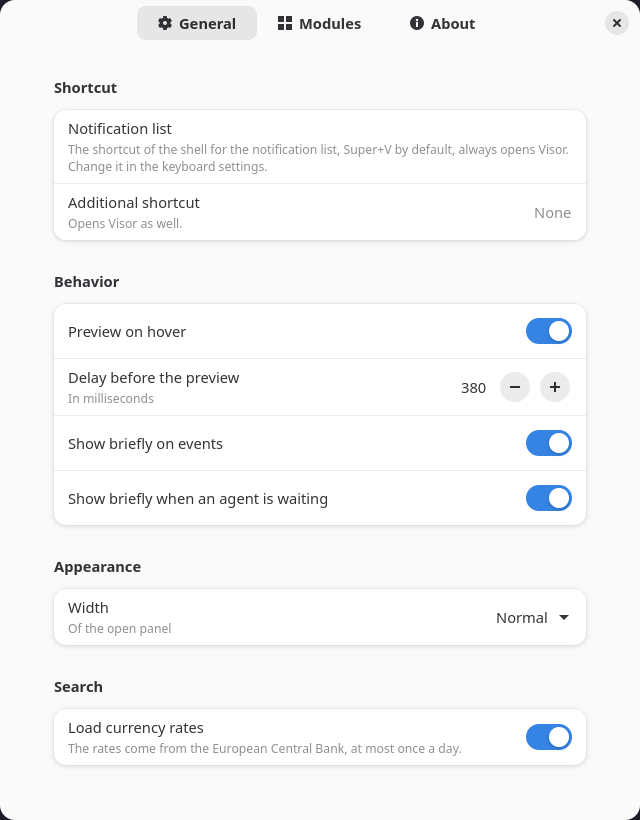 General
Modules
About
Shortcut
Notification list
The shortcut of the shell for the notification list, Super+V by default, always opens Visor.
Change it in the keyboard settings.
Additional shortcut
Opens Visor as well.
None
Behavior
Preview on hover
Delay before the preview
In milliseconds
380
Show briefly on events
Show briefly when an agent is waiting
Appearance
Width
Of the open panel
Normal
Search
Load currency rates
The rates come from the European Central Bank, at most once a day.